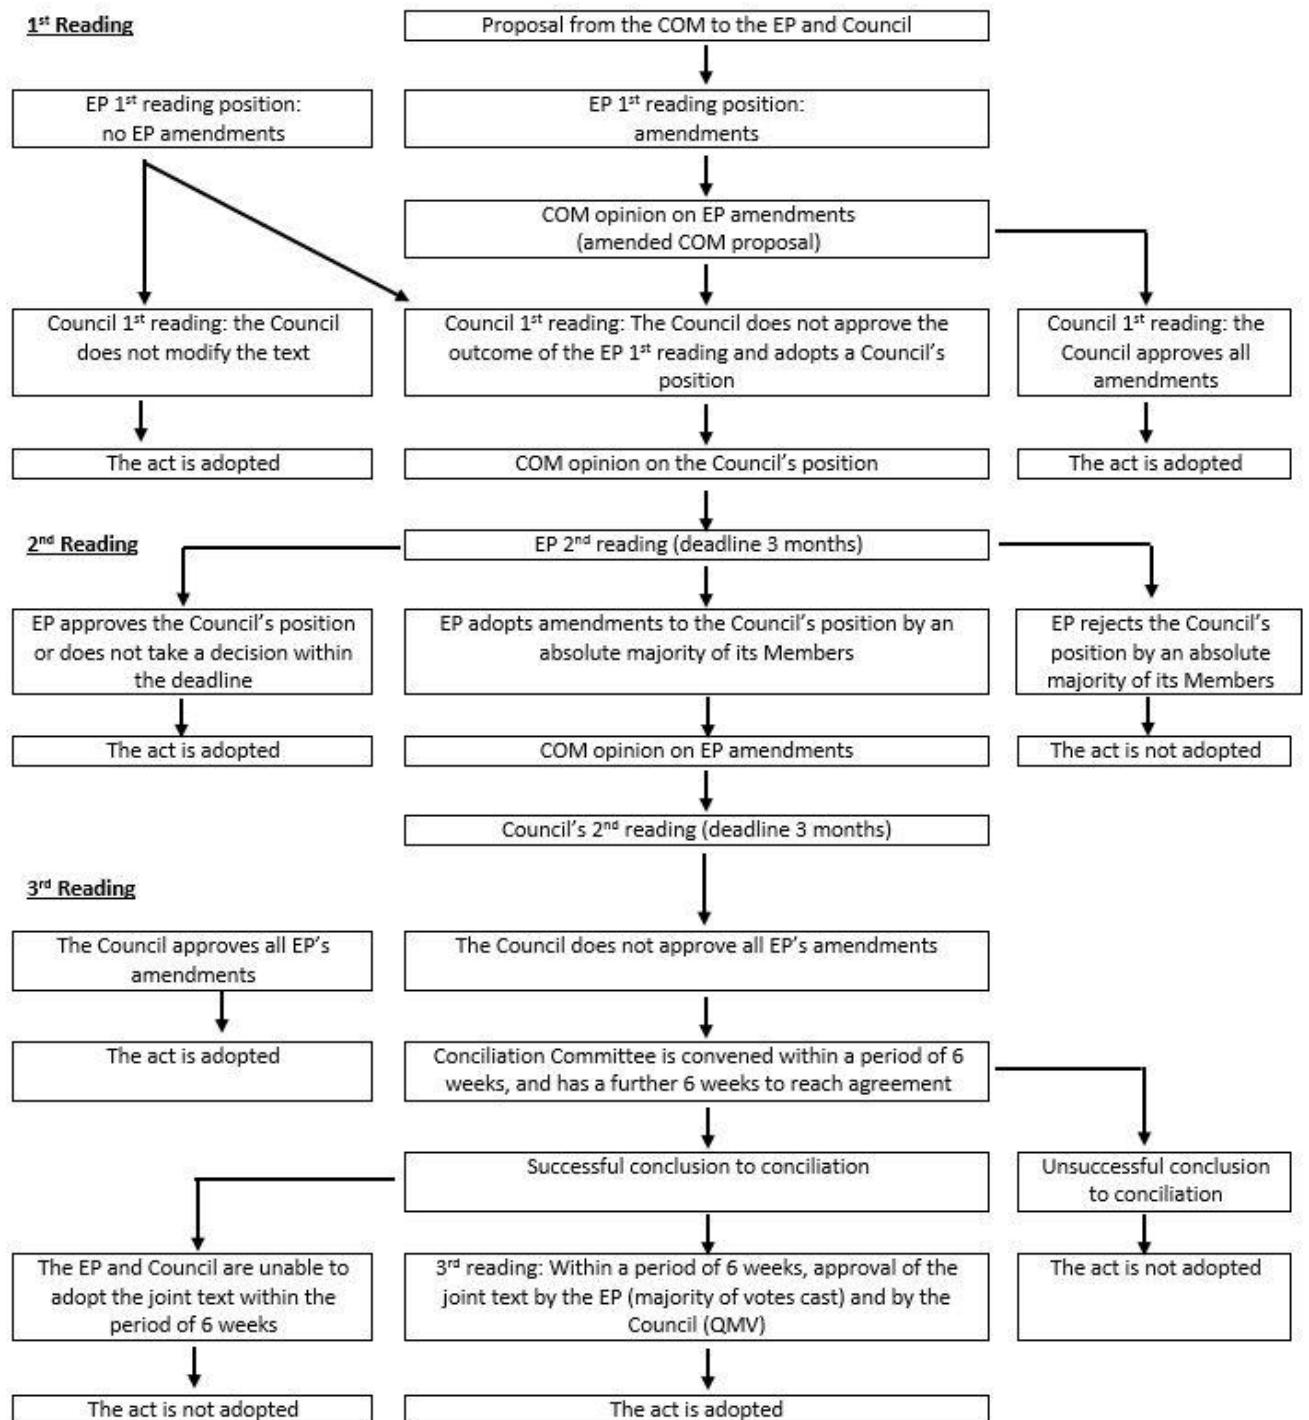 1st Reading
Proposal from the COM to the EP and Council
EP 1st reading position:
no EP amendments
EP 1st reading position:
amendments
COM opinion on EP amendments
(amended COM proposal)
Council 1st reading: the Council
does not modify the text
Council 1st reading: The Council does not approve the
outcome of the EP 1st reading and adopts a Council's
position
Council 1st reading: the
Council approves all
amendments
The act is adopted
COM opinion on the Council's position
The act is adopted
2nd Reading
EP 2nd reading (deadline 3 months)
EP approves the Council's position
or does not take a decision within
the deadline
EP adopts amendments to the Council's position by an
absolute majority of its Members
EP rejects the Council's
position by an absolute
majority of its Members
The act is adopted
COM opinion on EP amendments
The act is not adopted
Council's 2nd reading (deadline 3 months)
3rd Reading
The Council approves all EP's
amendments
The Council does not approve all EP's amendments
The act is adopted
Conciliation Committee is convened within a period of 6
weeks, and has a further 6 weeks to reach agreement
Successful conclusion to conciliation
Unsuccessful conclusion
to conciliation
The EP and Council are unable to
adopt the joint text within the
period of 6 weeks
3rd reading: Within a period of 6 weeks, approval of the
joint text by the EP (majority of votes cast) and by the
Council (QMV)
The act is not adopted
The act is not adopted
The act is adopted